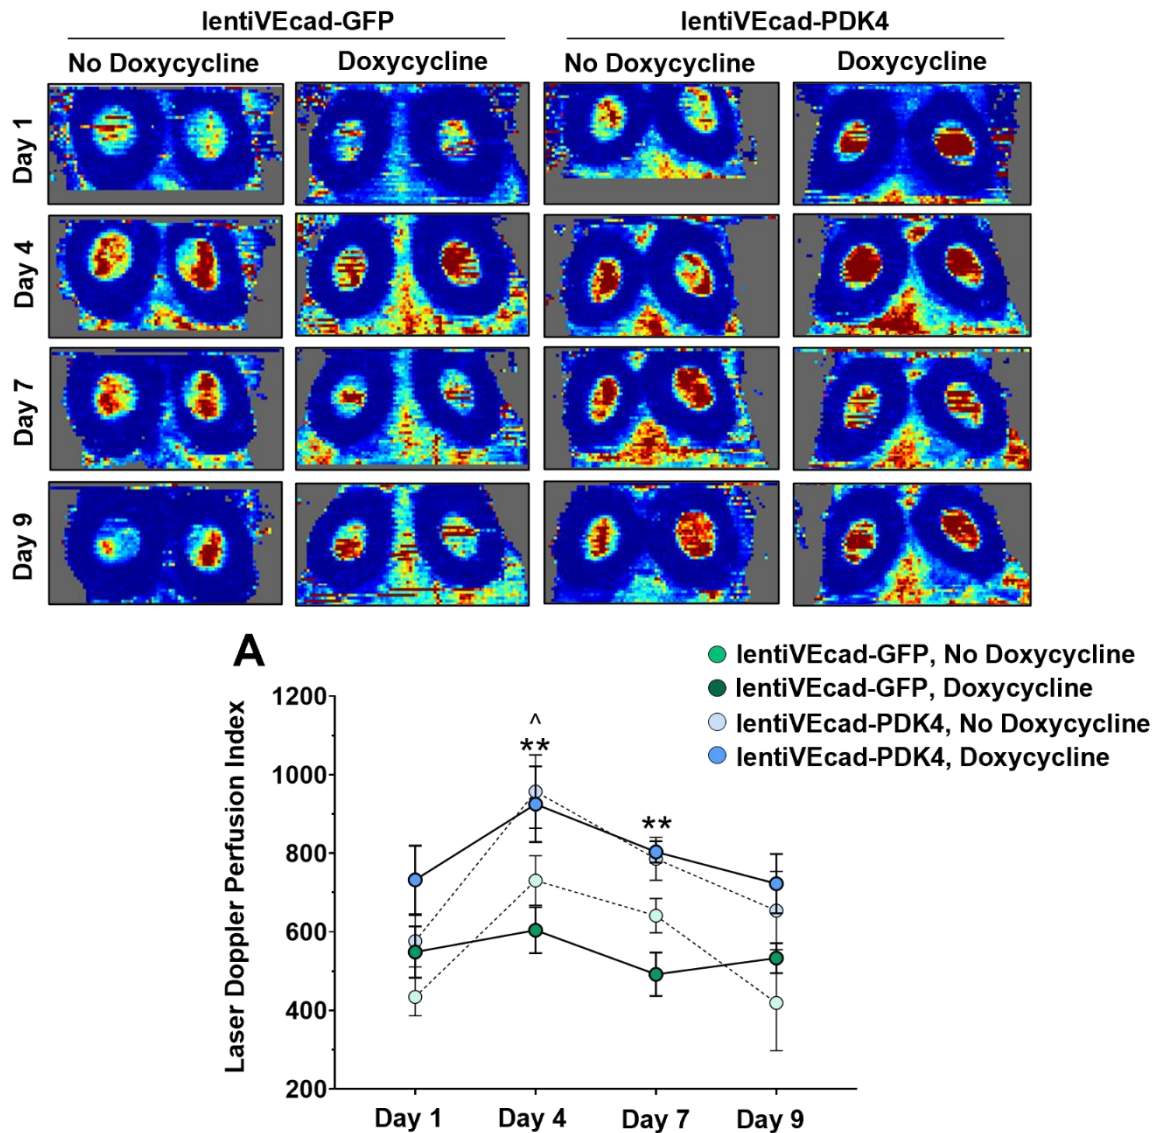 lentiVEcad-GFP lentiVEcad-PDK4
No Doxycycline Doxycycline No Doxycycline Doxycycline
Day 1
Day 4
Day 7
Day 9
A
lentiVEcad-GFP, No Doxycycline
lentiVEcad-GFP, Doxycycline
lentiVEcad-PDK4, No Doxycycline
lentiVEcad-PDK4, Doxycycline
Laser Doppler Perfusion Index
1200
1000
800
600
400
200
^
**
**
Day 1 Day 4 Day 7 Day 9